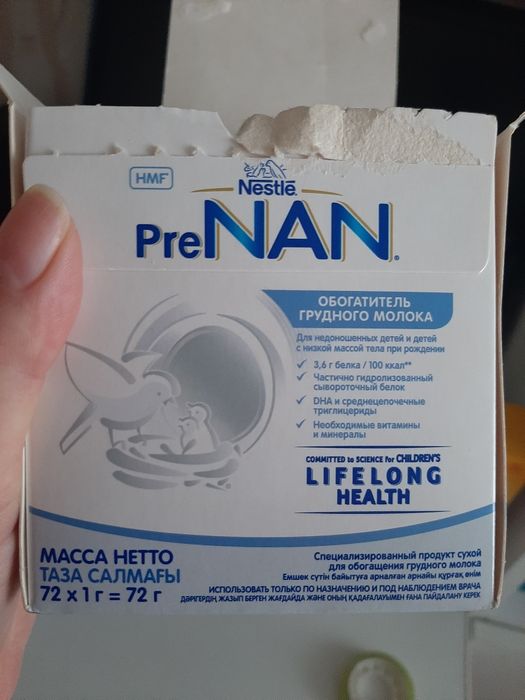 HMF
Nestlé
PreNAN
ОБОГАТИТЕЛЬ
ГРУДНОГО МОЛОКА
Для недоношенных детей и детей
с низкой массой тела при рождении
3,6 г белка / 100 ккал**
Частично гидролизованный
сывороточный белок
DHA и среднецепочечные
триглицериды
Необходимые витамины
и минералы
COMMITTED to SCIENCE for CHILDREN'S
LIFELONG
HEALTH
МАССА НЕТТО
ТАЗА САЛМАҒЫ
72 x 1 г = 72 г
Специализированный продукт сухой
для обогащения грудного молока
Емшек сүтін байытуға арналған арнайы құрғақ өнім
ИСПОЛЬЗОВАТЬ ТОЛЬКО ПО НАЗНАЧЕНИЮ И ПОД НАБЛЮДЕНИЕМ ВРАЧА
ДӘРІГЕРДІҢ ЖАЗЫП БЕРГЕН ЖАҒДАЙДА ЖӘНЕ ОНЫҢ ҚАДАҒАЛАУЫМЕН ҒАНА ПАЙДАЛАНУ КЕРЕК